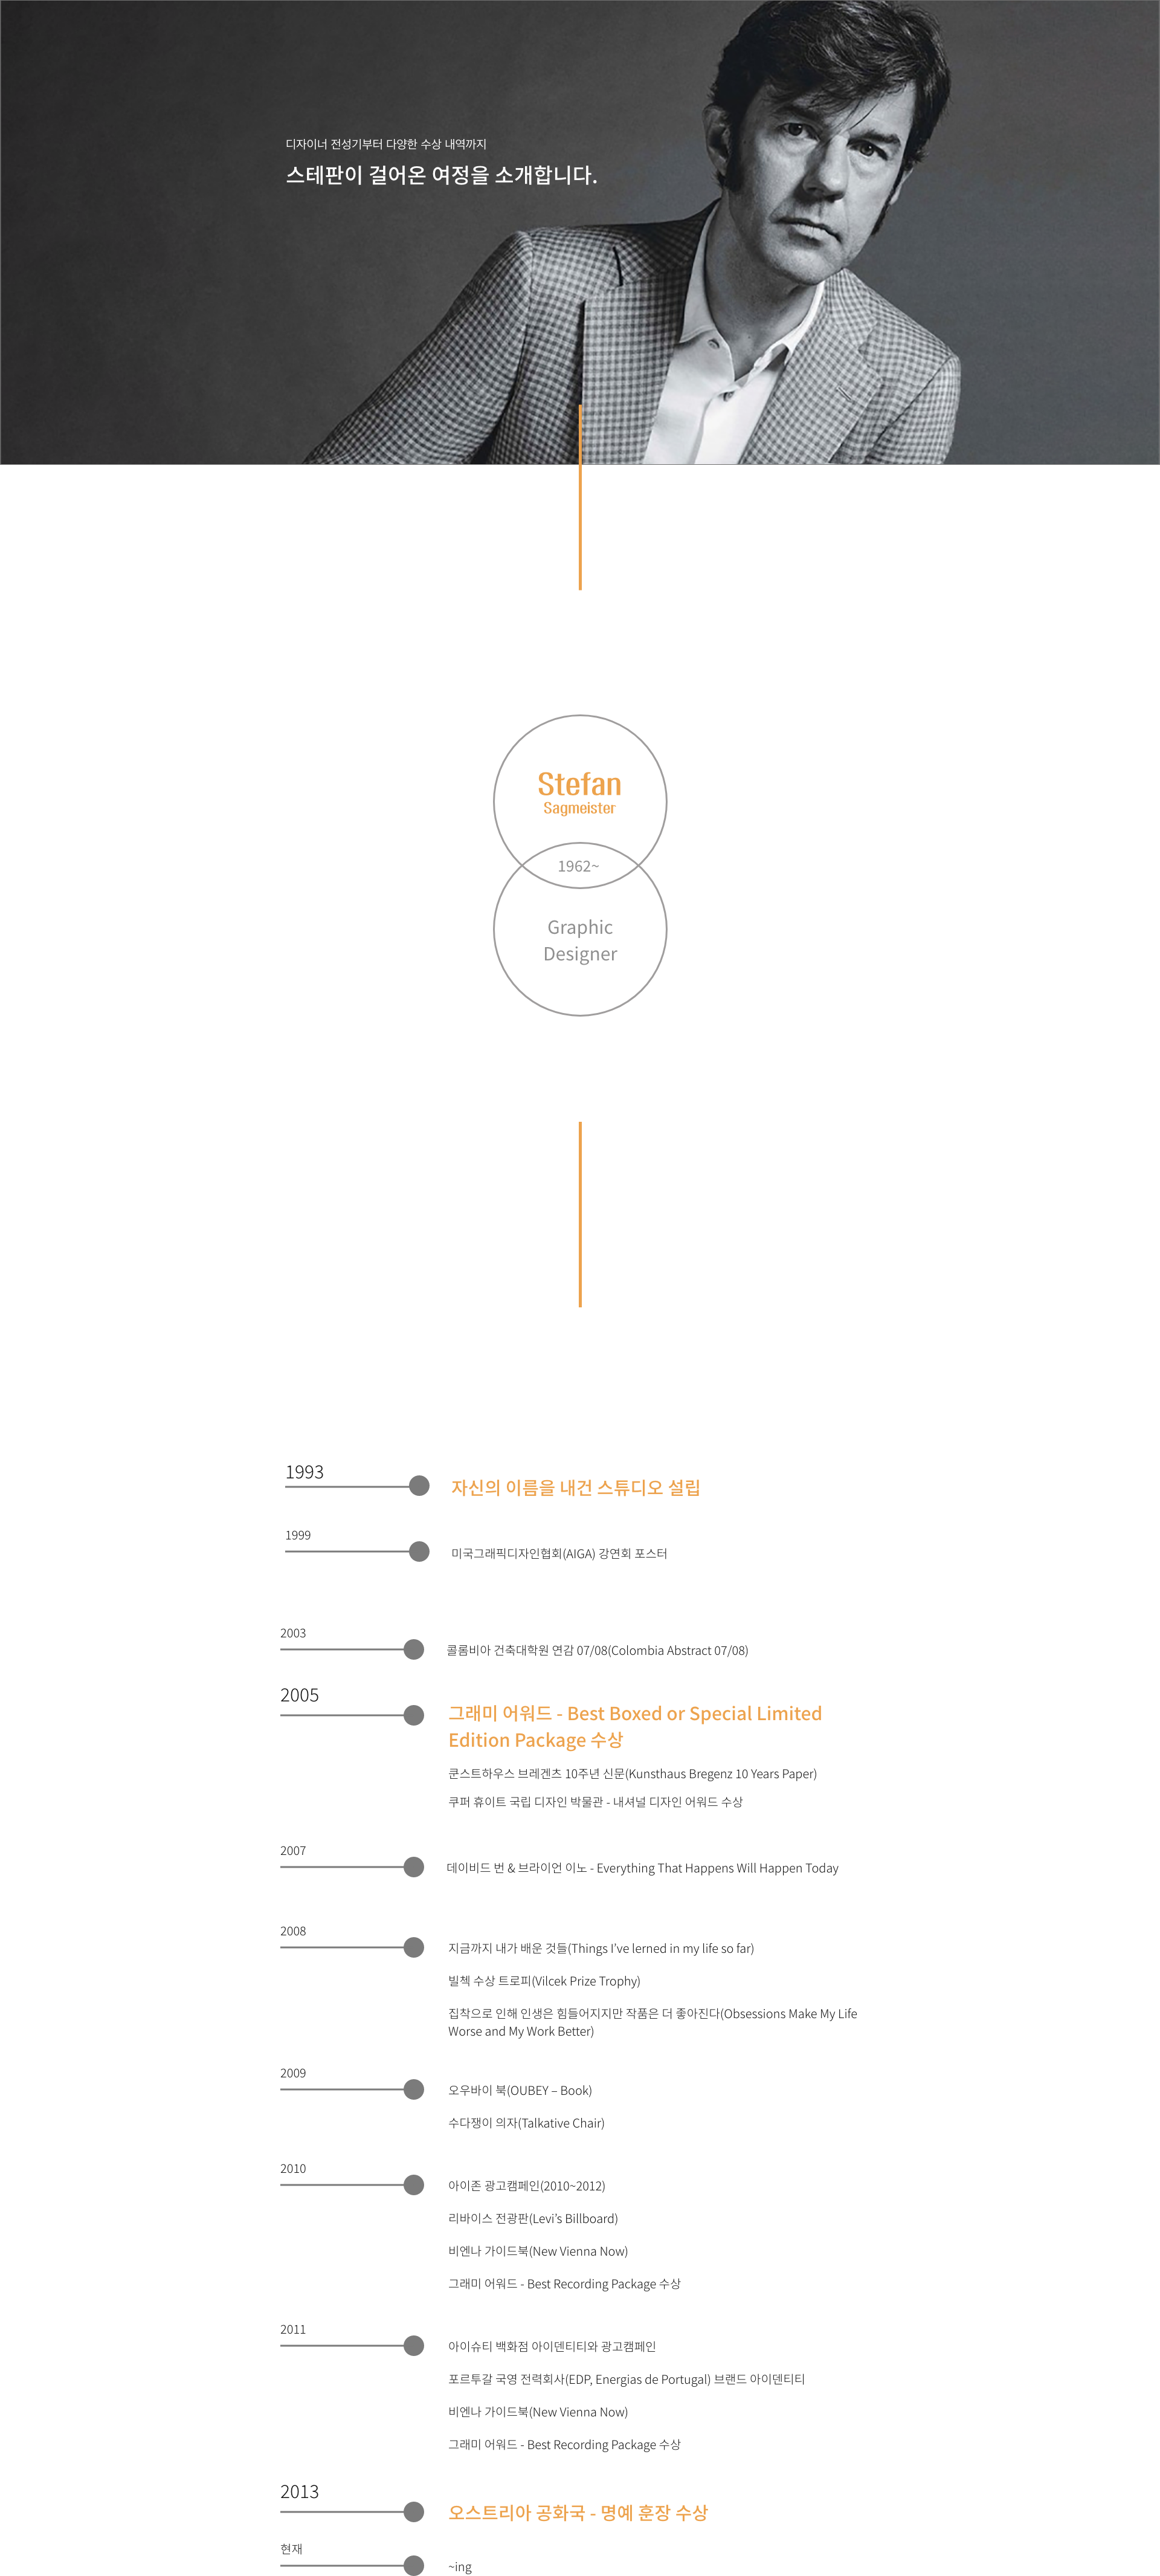 디자이너 전성기부터 다양한 수상 내역까지
스테판이 걸어온 여정을 소개합니다.
Stefan
Sagmeister
1962~
Graphic
Designer
1993
자신의 이름을 내건 스튜디오 설립
1999
미국그래픽디자인협회(AIGA) 강연회 포스터
2003
콜롬비아 건축대학원 연감 07/08(Colombia Abstract 07/08)
2005
그래미 어워드 - Best Boxed or Special Limited
Edition Package 수상
쿤스트하우스 브레겐츠 10주년 신문(Kunsthaus Bregenz 10 Years Paper)
쿠퍼 휴이트 국립 디자인 박물관 - 내셔널 디자인 어워드 수상
2007
데이비드 번 & 브라이언 이노 - Everything That Happens Will Happen Today
2008
지금까지 내가 배운 것들(Things I've lerned in my life so far)
빌첵 수상 트로피(Vilcek Prize Trophy)
집착으로 인해 인생은 힘들어지지만 작품은 더 좋아진다(Obsessions Make My Life
Worse and My Work Better)
2009
오우바이 북(OUBEY – Book)
수다쟁이 의자(Talkative Chair)
2010
아이존 광고캠페인(2010~2012)
리바이스 전광판(Levi's Billboard)
비엔나 가이드북(New Vienna Now)
그래미 어워드 - Best Recording Package 수상
2011
아이슈티 백화점 아이덴티티와 광고캠페인
포르투갈 국영 전력회사(EDP, Energias de Portugal) 브랜드 아이덴티티
비엔나 가이드북(New Vienna Now)
그래미 어워드 - Best Recording Package 수상
2013
오스트리아 공화국 - 명예 훈장 수상
현재
~ing